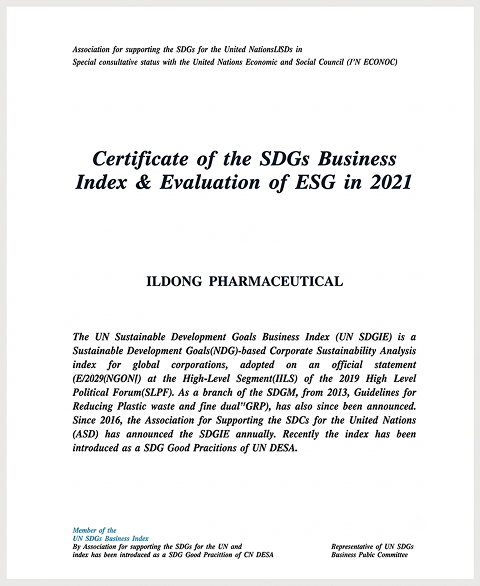 Association for supporting the SDGs for the United NationsLISDs in
Special consultative status with the United Nations Economic and Social Council (I'N ECONOC)
Certificate of the SDGs Business
Index & Evaluation of ESG in 2021
ILDONG PHARMACEUTICAL
The UN Sustainable Development Goals Business Index (UN SDGIE) is a
Sustainable Development Goals(NDG)-based Corporate Sustainability Analysis
index for global corporations, adopted on an official statement
(E/2029(NGON|) at the High-Level Segment(IILS) of the 2019 High Level
Political Forum(SLPF). As a branch of the SDGM, from 2013, Guidelines for
Reducing Plastic waste and fine dual"GRP), has also since been announced.
Since 2016, the Association for Supporting the SDCs for the United Nations
(ASD) has announced the SDGIE annually. Recently the index has been
introduced as a SDG Good Pracitions of UN DESA.
Member of the
UN SDGs Business Index
By Association for supporting the SDGs for the UN and
index has been introduced as a SDG Good Pracitition of CN DESA
Representative of UN SDGs
Business Pubic Committee